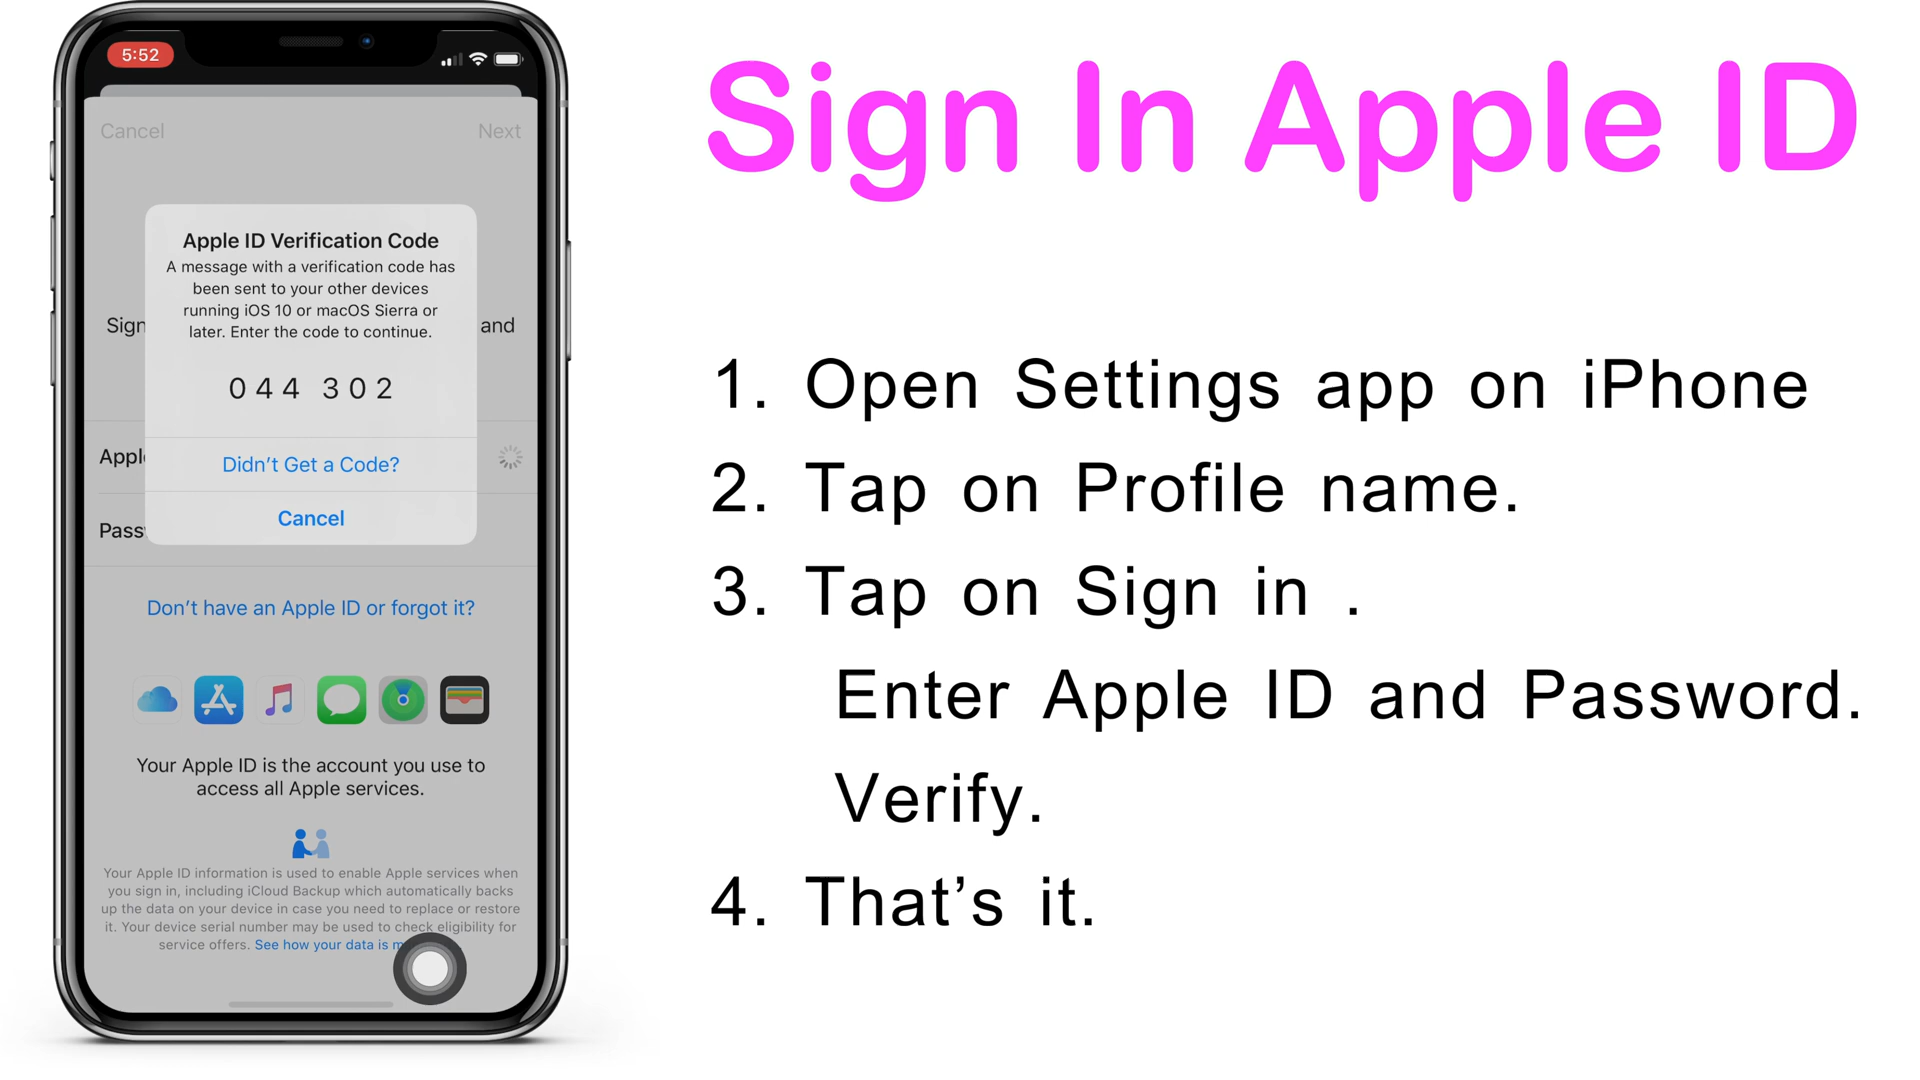 5:52
Cancel
Next
Apple ID Verification Code
A message with a verification code has
been sent to your other devices
running iOS 10 or macOS Sierra or
later. Enter the code to continue.
Sign
and
044 302
Didn't Get a Code?
Appl
Cancel
Pass
Don't have an Apple ID or forgot it?
Your Apple ID is the account you use to
access all Apple services.
Your Apple ID information is used to enable Apple services when
you sign in, including iCloud Backup which automatically backs
up the data on your device in case you need to replace or restore
it. Your device serial number may be used to check eligibility for
service offers. See how your data is m
Sign In Apple ID
1. Open Settings app on iPhone
2. Tap on Profile name.
3. Tap on Sign in .
Enter Apple ID and Password.
Verify.
4. That’s it.